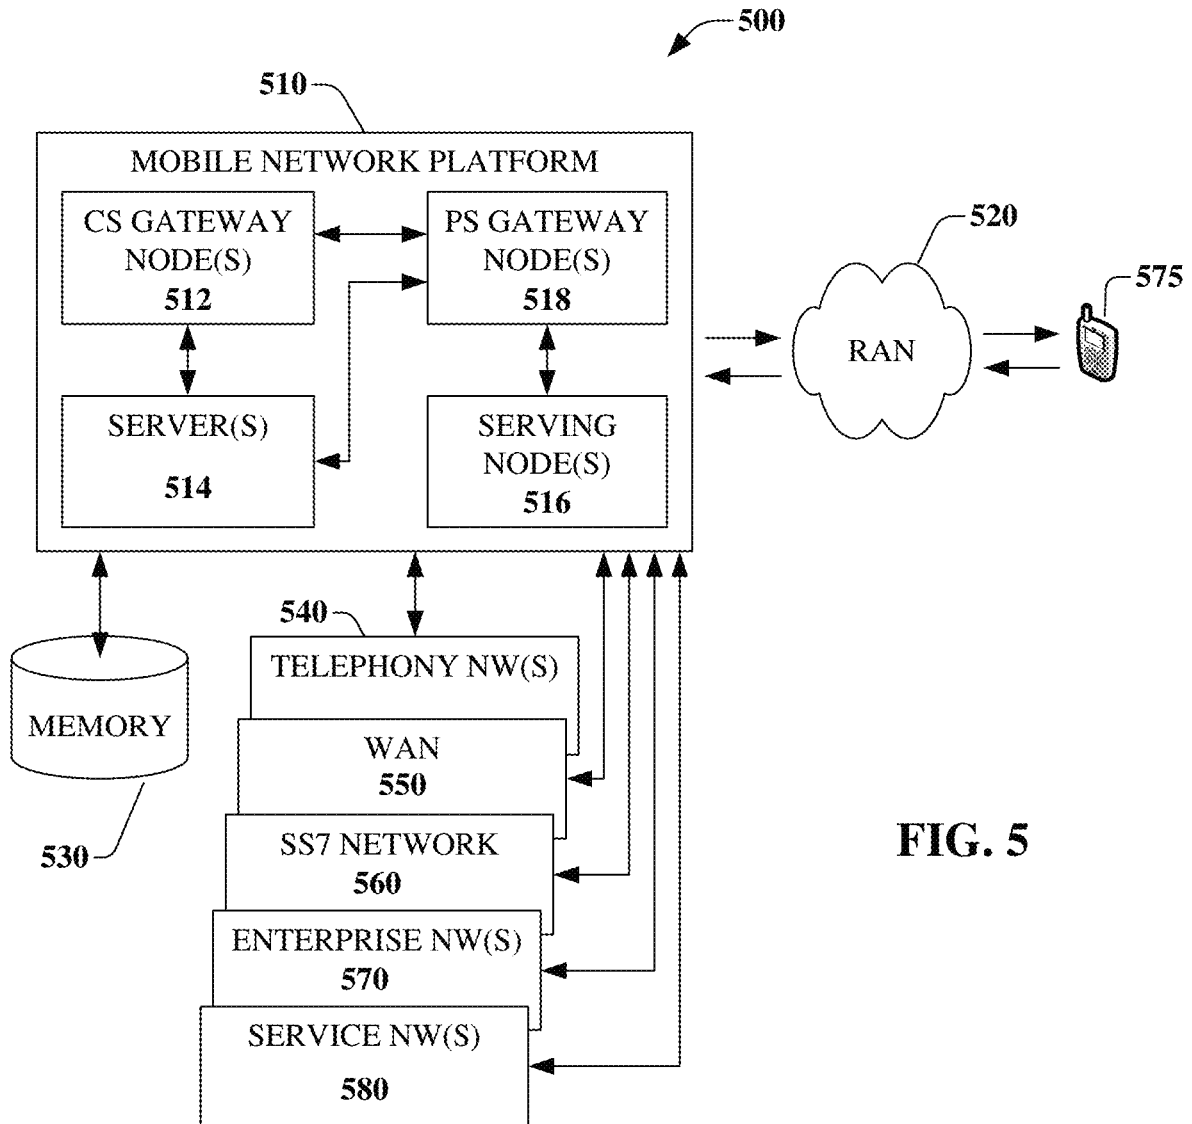 500
510
MOBILE NETWORK PLATFORM
CS GATEWAY
NODE(S)
512
PS GATEWAY
NODE(S)
518
SERVER(S)
514
SERVING
NODE(S)
516
520
RAN
575
540
TELEPHONY NW(S)
MEMORY
530
WAN
550
SS7 NETWORK
560
ENTERPRISE NW(S)
570
SERVICE NW(S)
580
FIG. 5